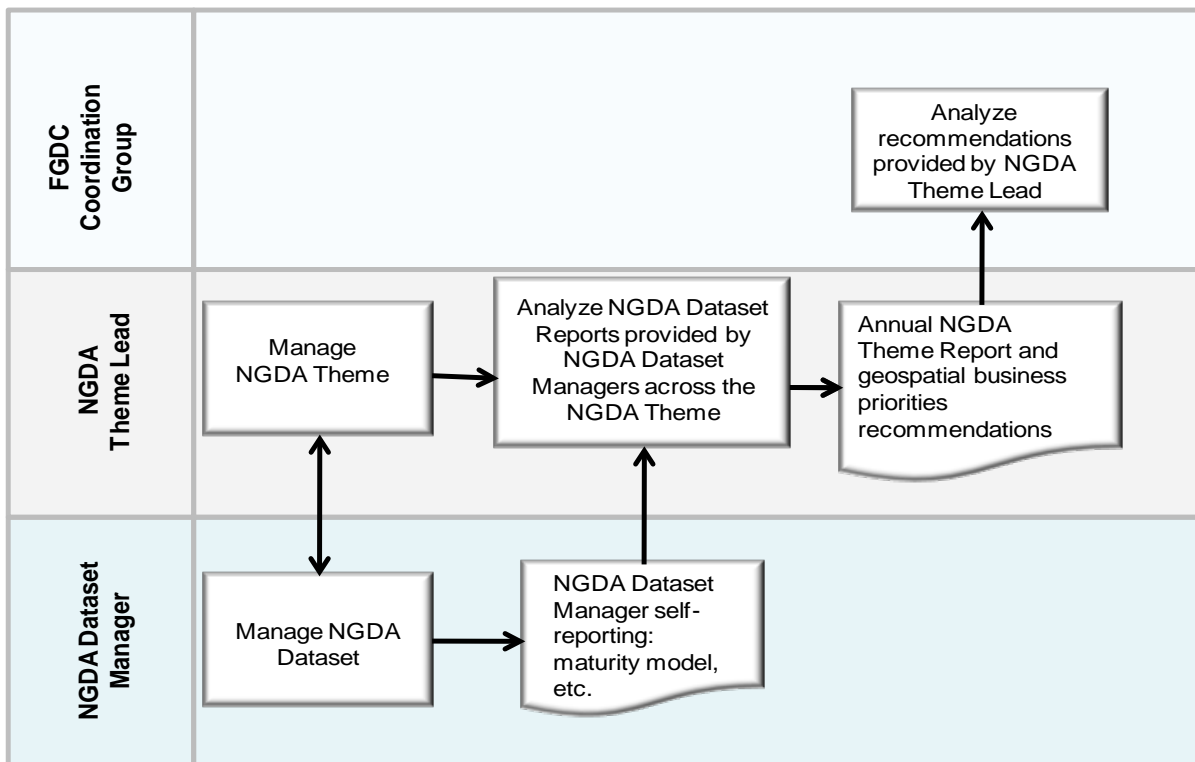 FGDC
Coordination
Group
Analyze
recommendations
provided by NGDA
Theme Lead
NGDA
Theme Lead
Manage
NGDA Theme
Analyze NGDA Dataset
Reports provided by
NGDA Dataset
Managers across the
NGDA Theme
Annual NGDA
Theme Report and
geospatial business
priorities
recommendations
NGDA Dataset
Manager
Manage NGDA
Dataset
NGDA Dataset
Manager self-
reporting:
maturity model,
etc.